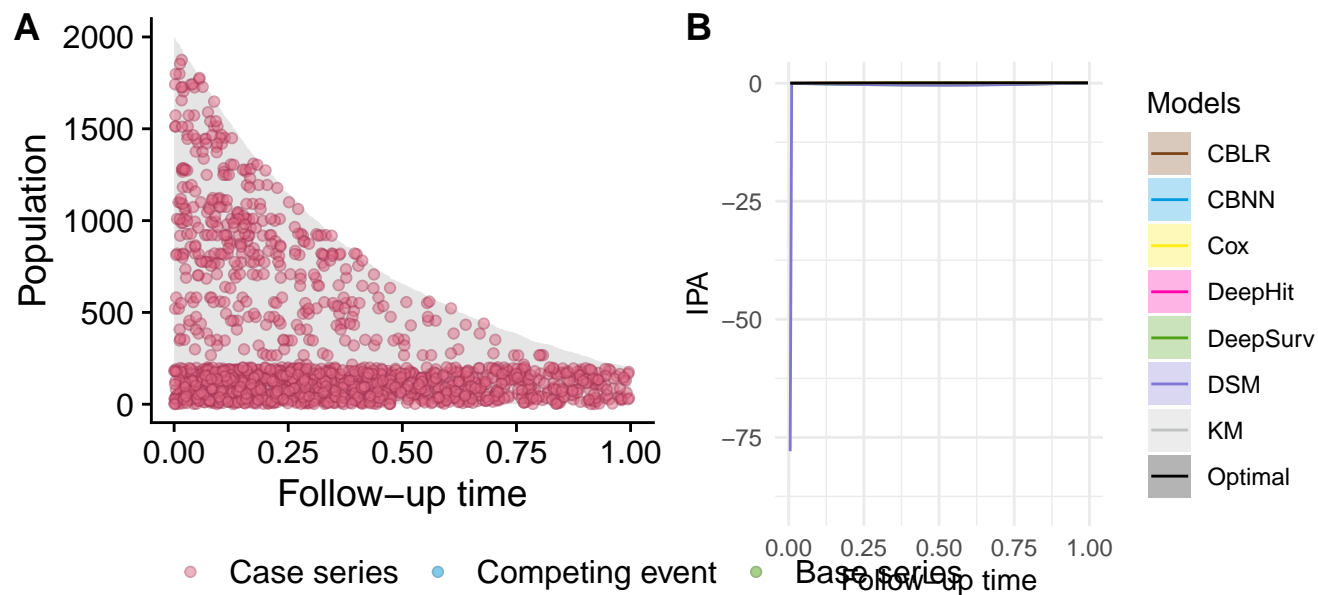 A
Population
2000
1500
1000
500
0
0.00 0.25 0.50 0.75 1.00
Follow−up time
B
IPA
0
−25
−50
−75
0.00 0.25 0.50 0.75 1.00
Follow−up time
Models
CBLR
CBNN
Cox
DeepHit
DeepSurv
DSM
KM
Optimal
Case series Competing event Base series